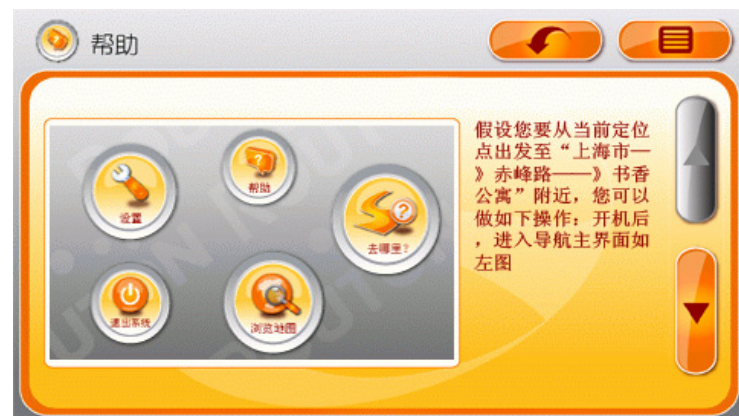 帮助
设置
帮助
去哪里?
退出系统
浏览地图
假设您要从当前定位
点出发至“上海市—
》赤峰路——》书香
公寓”附近，您可以
做如下操作：开机后
，进入导航主界面如
左图